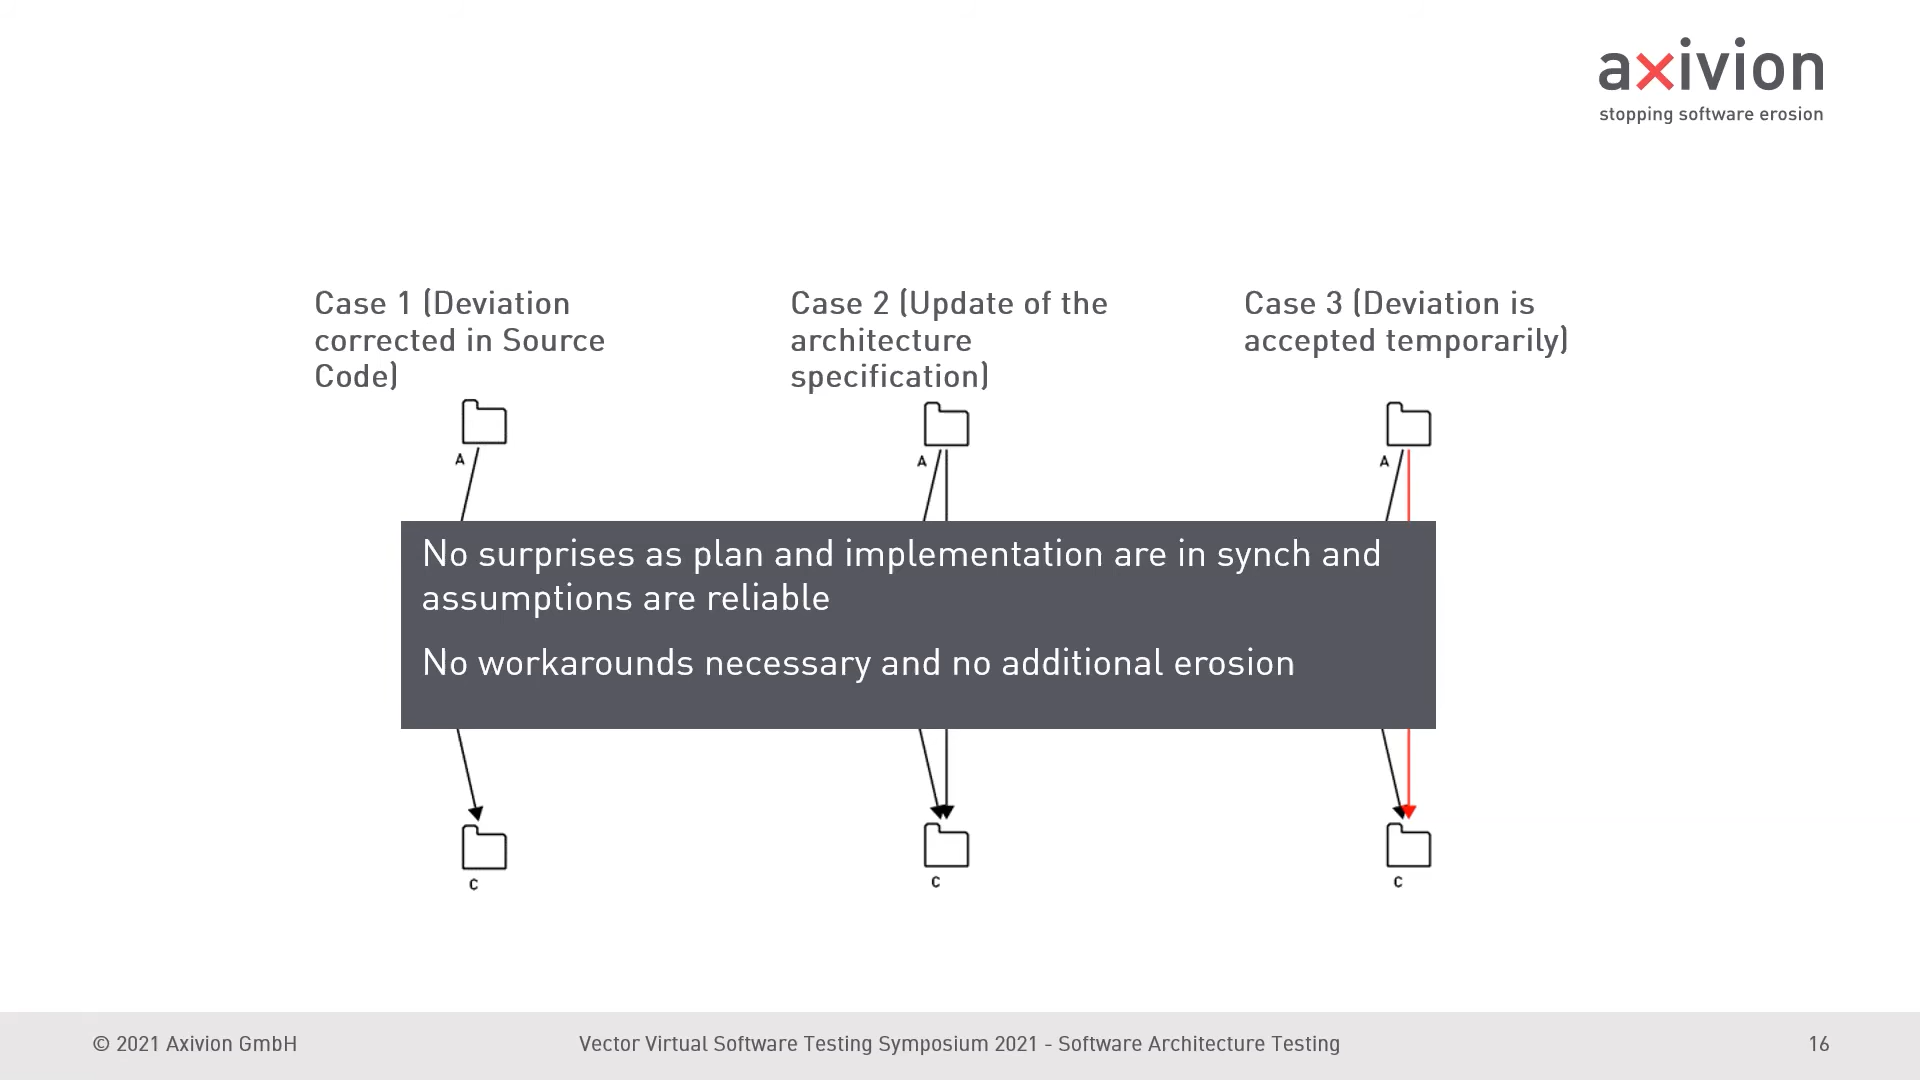 axivion
stopping software erosion
Case 1 (Deviation
corrected in Source
Code)
Case 2 (Update of the
architecture
specification)
Case 3 (Deviation is
accepted temporarily)
A
A
A
No surprises as plan and implementation are in synch and
assumptions are reliable
No workarounds necessary and no additional erosion
C
C
C
© 2021 Axivion GmbH
Vector Virtual Software Testing Symposium 2021 - Software Architecture Testing
16